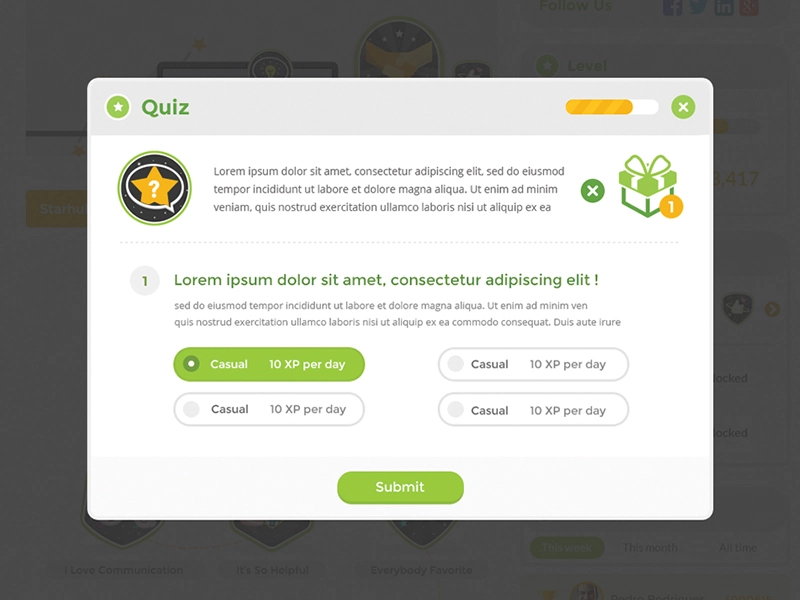 Follow Us
Level
Quiz
?
Lorem ipsum dolor sit amet, consectetur adipiscing elit, sed do eiusmod
tempor incididunt ut labore et dolore magna aliqua. Ut enim ad minim
veniam, quis nostrud exercitation ullamco laboris nisi ut aliquip ex ea
1
3,417
1
Lorem ipsum dolor sit amet, consectetur adipiscing elit !
sed do eiusmod tempor incididunt ut labore et dolore magna aliqua. Ut enim ad minim ven
quis nostrud exercitation ullamco laboris nisi ut aliquip ex ea commodo consequat. Duis aute irure
Casual 10 XP per day
Casual 10 XP per day
Casual 10 XP per day
Casual 10 XP per day
Submit
This week This month All time
I Love Communication
It's So Helpful
Everybody Favorite
Pedro Rodriguez